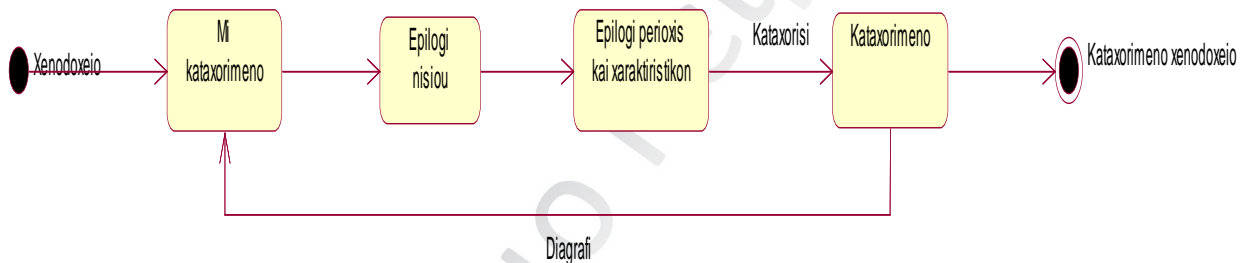 Xenodoxeio
Mi
kataxorimeno
Epilogi
nisiou
Epilogi perioxis
kai xaraktiristikon
Kataxorisi
Kataxorimeno
Kataxorimeno xenodoxeio
Diagrafi